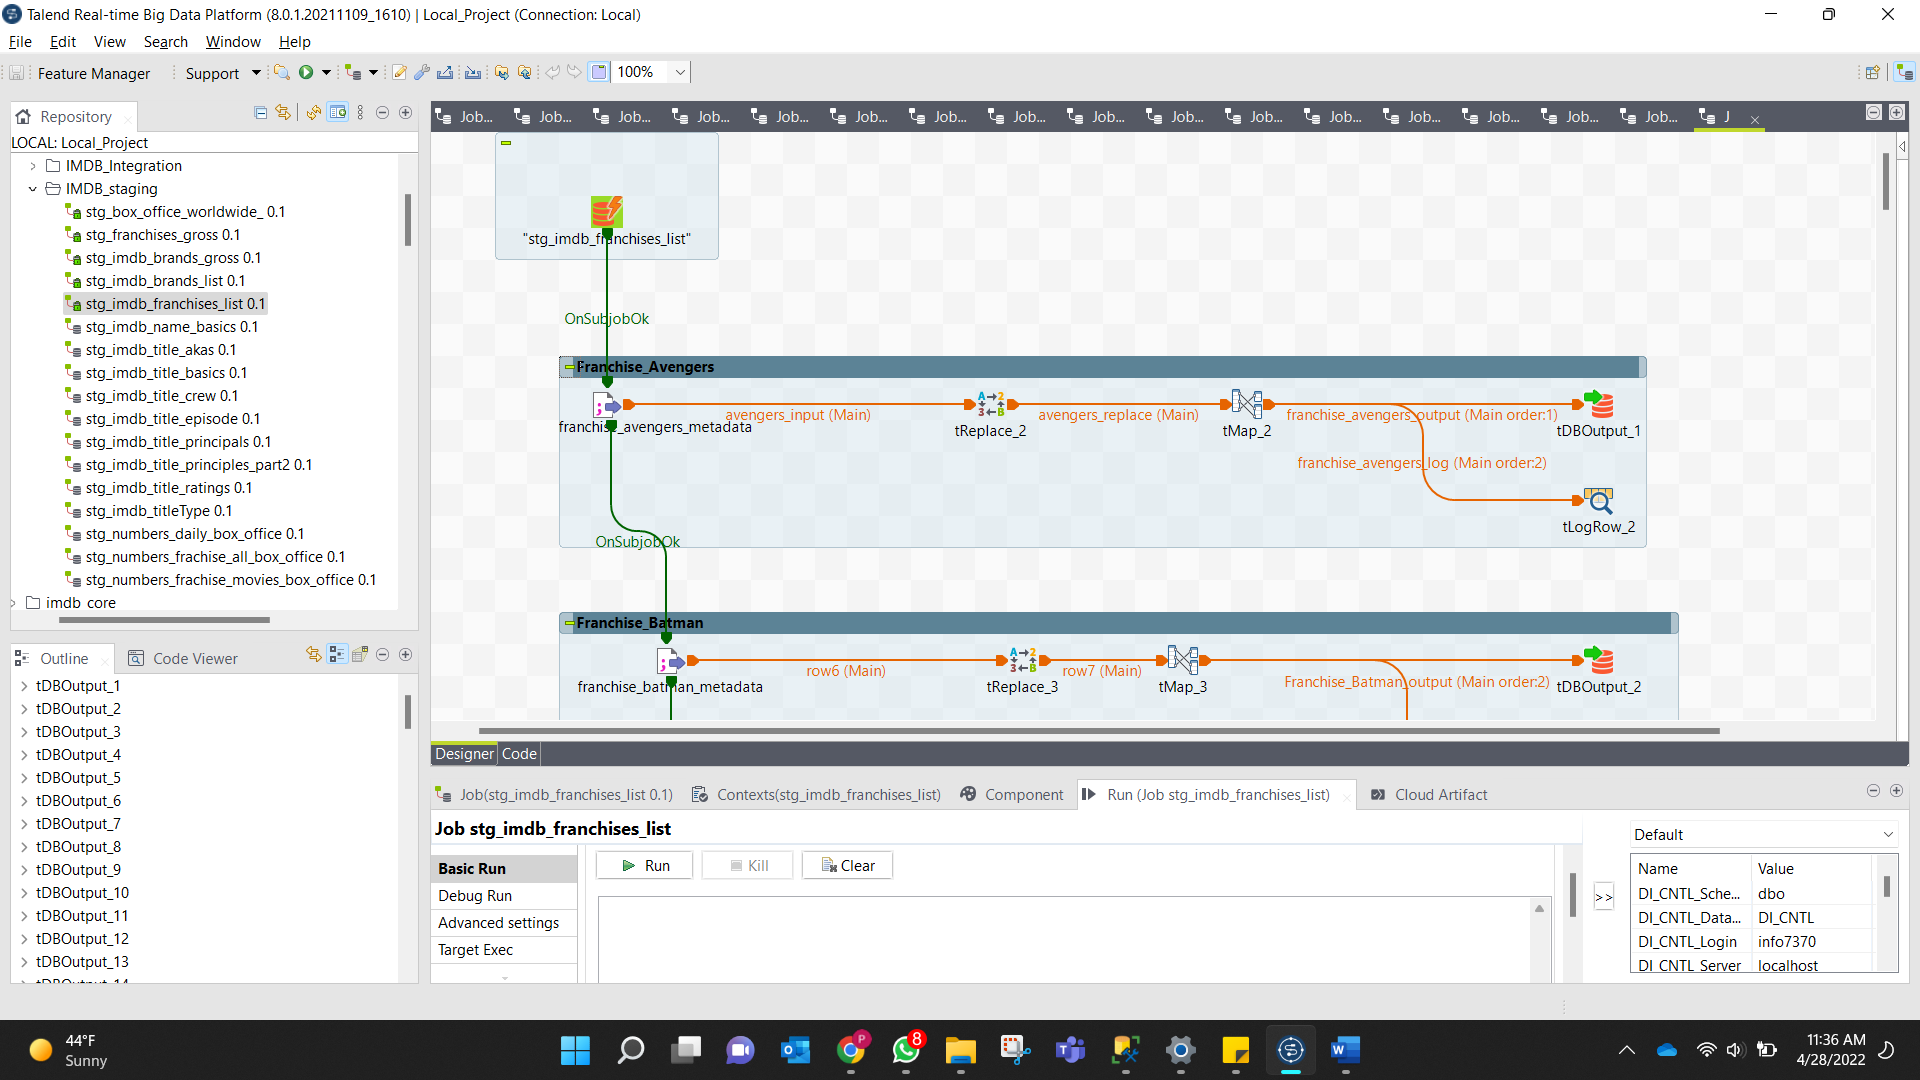 Talend Real-time Big Data Platform (8.0.1.20211109_1610) | Local_Project (Connection: Local)
File Edit View Search Window Help
Feature Manager Support 100%
Repository
LOCAL: Local_Project
IMDB_Integration
IMDB_staging
stg_box_office_worldwide_ 0.1
stg_franchises_gross 0.1
stg_imdb_brands_gross 0.1
stg_imdb_brands_list 0.1
stg_imdb_franchises_list 0.1
stg_imdb_name_basics 0.1
stg_imdb_title_akas 0.1
stg_imdb_title_basics 0.1
stg_imdb_title_crew 0.1
stg_imdb_title_episode 0.1
stg_imdb_title_principals 0.1
stg_imdb_title_principles_part2 0.1
stg_imdb_title_ratings 0.1
stg_imdb_titleType 0.1
stg_numbers_daily_box_office 0.1
stg_numbers_frachise_all_box_office 0.1
stg_numbers_frachise_movies_box_office 0.1
imdb core
Outline Code Viewer
tDBOutput_1
tDBOutput_2
tDBOutput_3
tDBOutput_4
tDBOutput_5
tDBOutput_6
tDBOutput_7
tDBOutput_8
tDBOutput_9
tDBOutput_10
tDBOutput_11
tDBOutput_12
tDBOutput_13
tDBOutput_14
Job... Job... Job... Job... Job... Job... Job... Job... Job... Job... Job... Job... Job... Job... Job... Job... J
"stg_imdb_franchises_list"
OnSubjobOk
Franchise_Avengers
avengers_input (Main) avengers_replace (Main) franchise_avengers_output (Main order:1)
franchise_avengers_metadata tReplace_2 tMap_2 tDBOutput_1
franchise_avengers_log (Main order:2)
tLogRow_2
OnSubjobOk
Franchise_Batman
row6 (Main) row7 (Main) Franchise_Batman_output (Main order:2)
franchise_batman_metadata tReplace_3 tMap_3 tDBOutput_2
Designer Code
Job(stg_imdb_franchises_list 0.1) Contexts(stg_imdb_franchises_list) Component Run (Job stg_imdb_franchises_list) Cloud Artifact
Job stg_imdb_franchises_list
Basic Run
Debug Run
Advanced settings
Target Exec
Run Kill Clear
>>
Default
Name Value
DI_CNTL_Sche... dbo
DI_CNTL_Data... DI_CNTL
DI_CNTL_Login info7370
DI_CNTL_Server localhost
44°F
Sunny
P
8
11:36 AM
4/28/2022